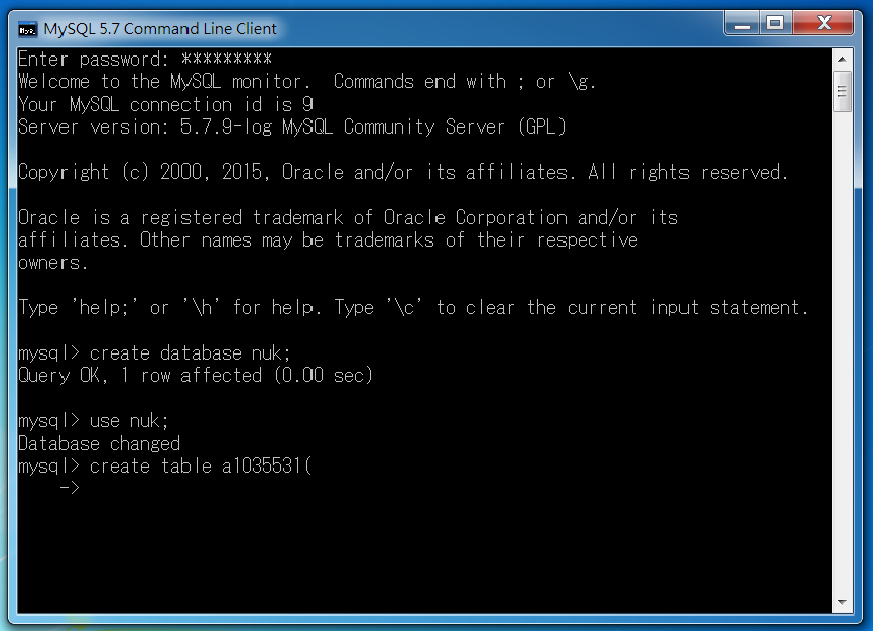 MySQL 5.7 Command Line Client
Enter password: *********
Welcome to the MySQL monitor.  Commands end with ; or \g.
Your MySQL connection id is 9
Server version: 5.7.9-log MySQL Community Server (GPL)
Copyright (c) 2000, 2015, Oracle and/or its affiliates. All rights reserved.
Oracle is a registered trademark of Oracle Corporation and/or its
affiliates. Other names may be trademarks of their respective
owners.
Type 'help;' or '\h' for help. Type '\c' to clear the current input statement.
mysql> create database nuk;
Query OK, 1 row affected (0.00 sec)
mysql> use nuk;
Database changed
mysql> create table a1035531(
    ->